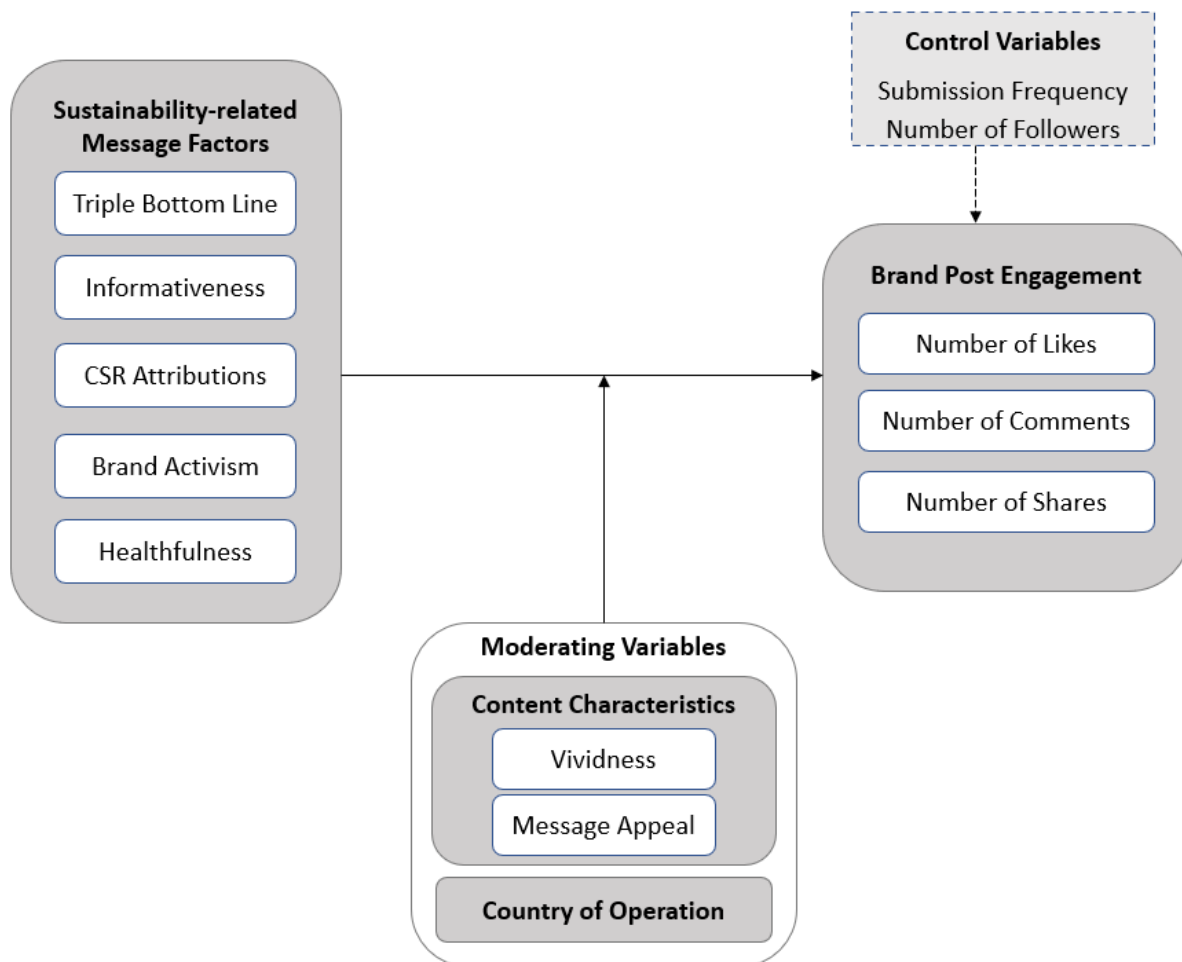 Control Variables
Submission Frequency
Number of Followers
Sustainability-related
Message Factors
Triple Bottom Line
Informativeness
CSR Attributions
Brand Activism
Healthfulness
Brand Post Engagement
Number of Likes
Number of Comments
Number of Shares
Moderating Variables
Content Characteristics
Vividness
Message Appeal
Country of Operation